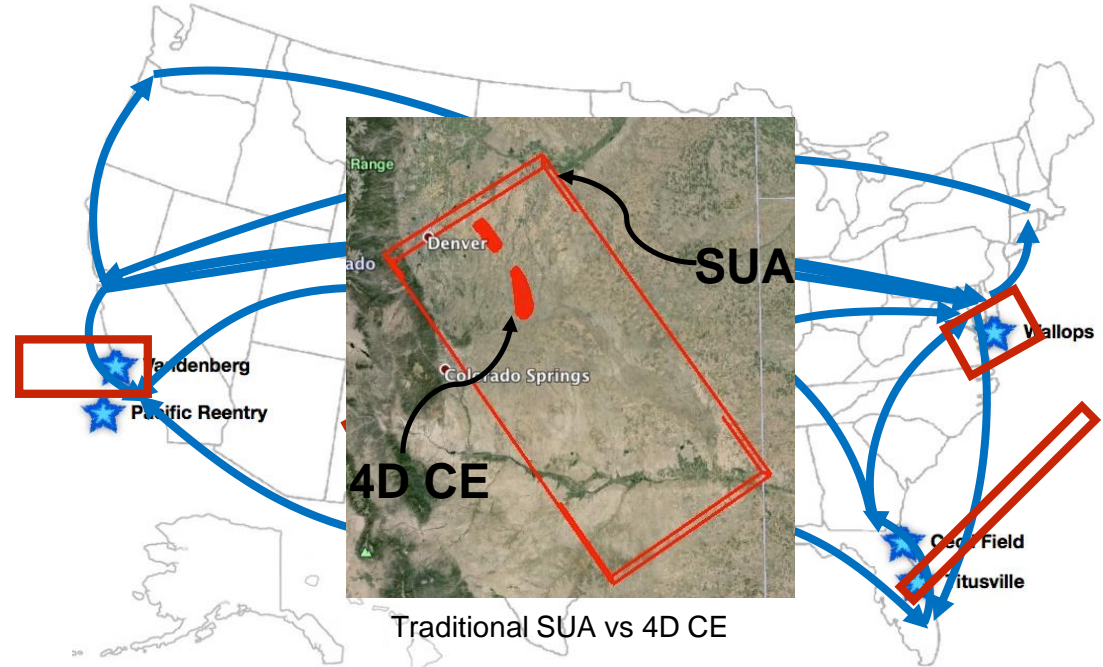 Range
Denver
ado
SUA
Wallops
Vandenberg
Colorado Springs
Pacific Reentry
4D CE
Cecil Field
Titusville
Traditional SUA vs 4D CE